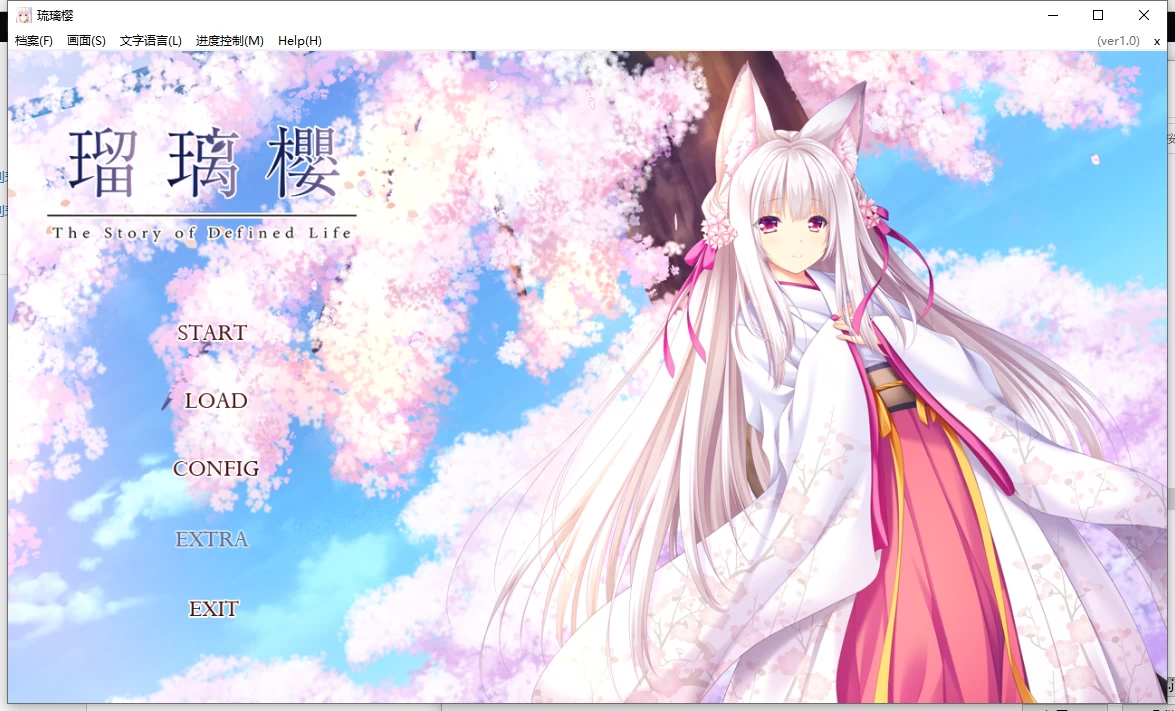 琉璃樱
档案(F) 画面(S) 文字语言(L) 进度控制(M) Help(H) (ver1.0) x
瑠璃櫻
The Story of Defined Life
START
LOAD
CONFIG
EXTRA
EXIT